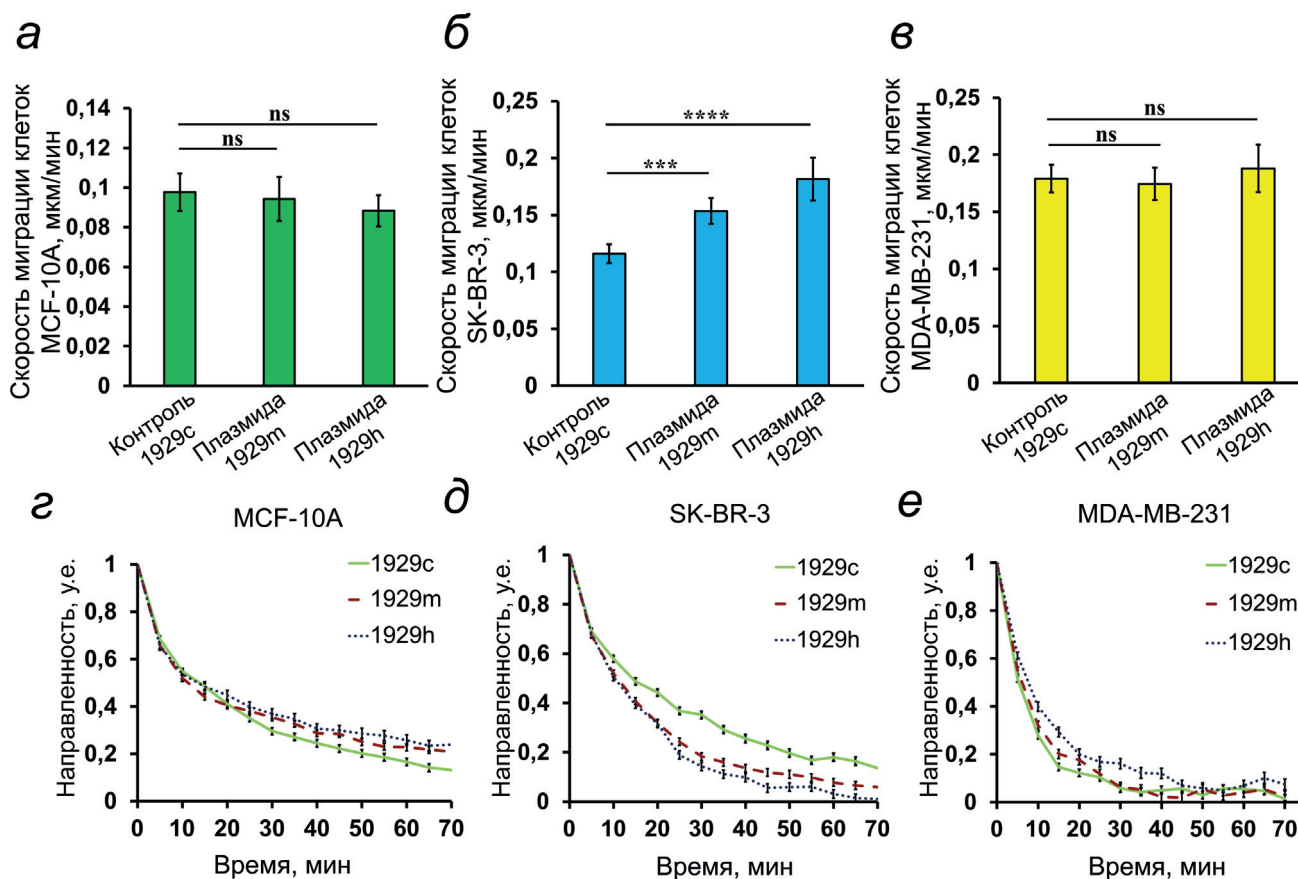 а
Скорость миграции клеток
MCF-10A, мкм/мин
0,14
0,12
0,1
0,08
0,06
0,04
0,02
0
ns
ns
Контроль
1929c
Плазмида
1929m
Плазмида
1929h
б
Скорость миграции клеток
SK-BR-3, мкм/мин
0,25
0,2
0,15
0,1
0,05
0
****
***
Контроль
1929c
Плазмида
1929m
Плазмида
1929h
в
Скорость миграции клеток
MDA-MB-231, мкм/мин
0,25
0,2
0,15
0,1
0,05
0
ns
ns
Контроль
1929c
Плазмида
1929m
Плазмида
1929h
г
MCF-10A
Направленность, у.е.
1
0,8
0,6
0,4
0,2
0
1929c
1929m
1929h
0 10 20 30 40 50 60 70
Время, мин
д
SK-BR-3
Направленность, у.е.
1
0,8
0,6
0,4
0,2
0
1929c
1929m
1929h
0 10 20 30 40 50 60 70
Время, мин
е
MDA-MB-231
Направленность, у.е.
1
0,8
0,6
0,4
0,2
0
1929c
1929m
1929h
0 10 20 30 40 50 60 70
Время, мин